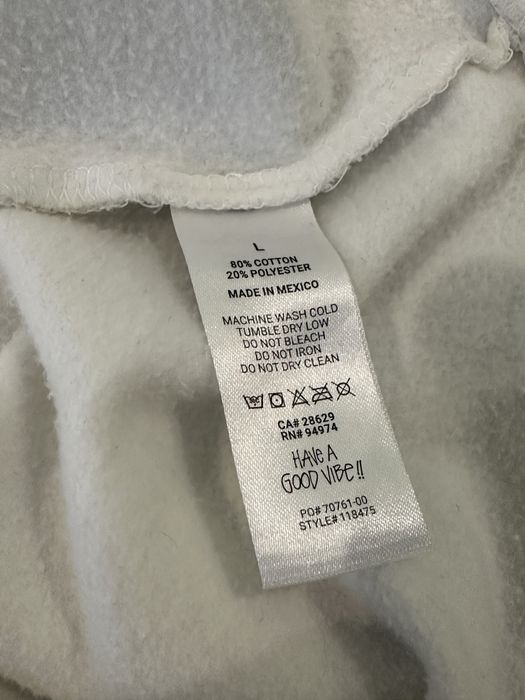 L
80% COTTON
20% POLYESTER
MADE IN MEXICO
MACHINE WASH COLD
TUMBLE DRY LOW
DO NOT BLEACH
DO NOT IRON
DO NOT DRY CLEAN
CA# 28629
RN# 94974
HAVE A
GOOD VIBE!!
PO# 70761-00
STYLE# 118475